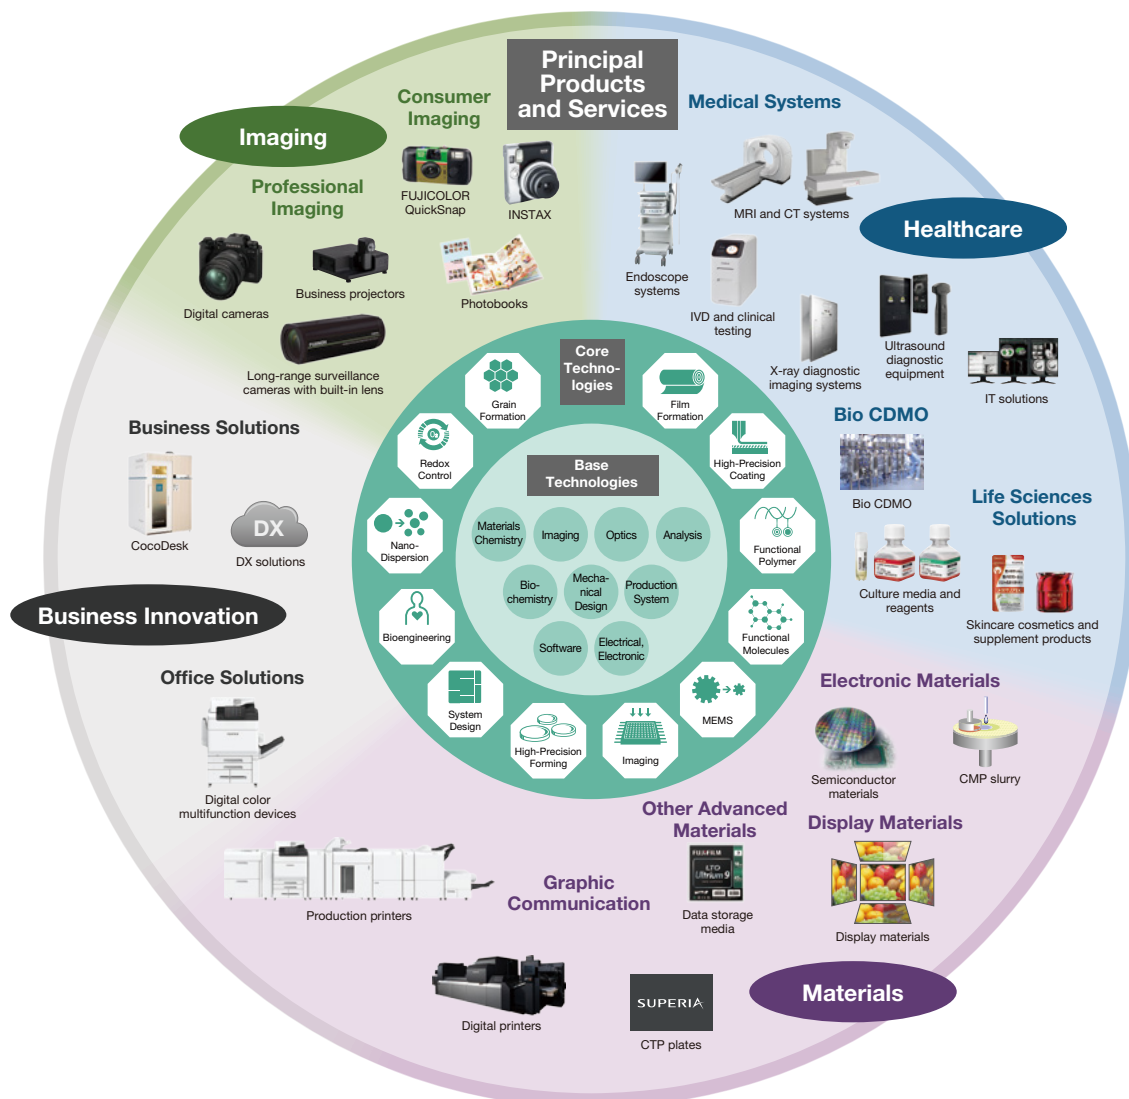 Principal
Products
and Services
Imaging
Consumer
Imaging
FUJICOLOR
QuickSnap
INSTAX
Professional
Imaging
Digital cameras
Business projectors
Photobooks
Long-range surveillance
cameras with built-in lens
Medical Systems
Healthcare
Endoscope
systems
MRI and CT systems
IVD and clinical
testing
X-ray diagnostic
imaging systems
Ultrasound
diagnostic
equipment
IT solutions
Bio CDMO
Bio CDMO
Life Sciences
Solutions
Culture media and
reagents
Skincare cosmetics and
supplement products
Business Solutions
CocoDesk
DX
DX solutions
Business Innovation
Office Solutions
Digital color
multifunction devices
Core
Techno-
logies
Grain
Formation
Film
Formation
Redox
Control
O₂
High-Precision
Coating
Nano-
Dispersion
Functional
Polymer
Bioengineering
Functional
Molecules
System
Design
MEMS
High-Precision
Forming
Imaging
Base
Technologies
Materials
Chemistry
Imaging
Optics
Analysis
Bio-
chemistry
Mecha-
nical
Design
Production
System
Software
Electrical,
Electronic
Electronic Materials
Semiconductor
materials
CMP slurry
Display Materials
Display materials
Other Advanced
Materials
FUJIFILM
LTO
Ultrium 9
Data storage
media
Graphic
Communication
Production printers
Digital printers
SUPERIA
CTP plates
Materials